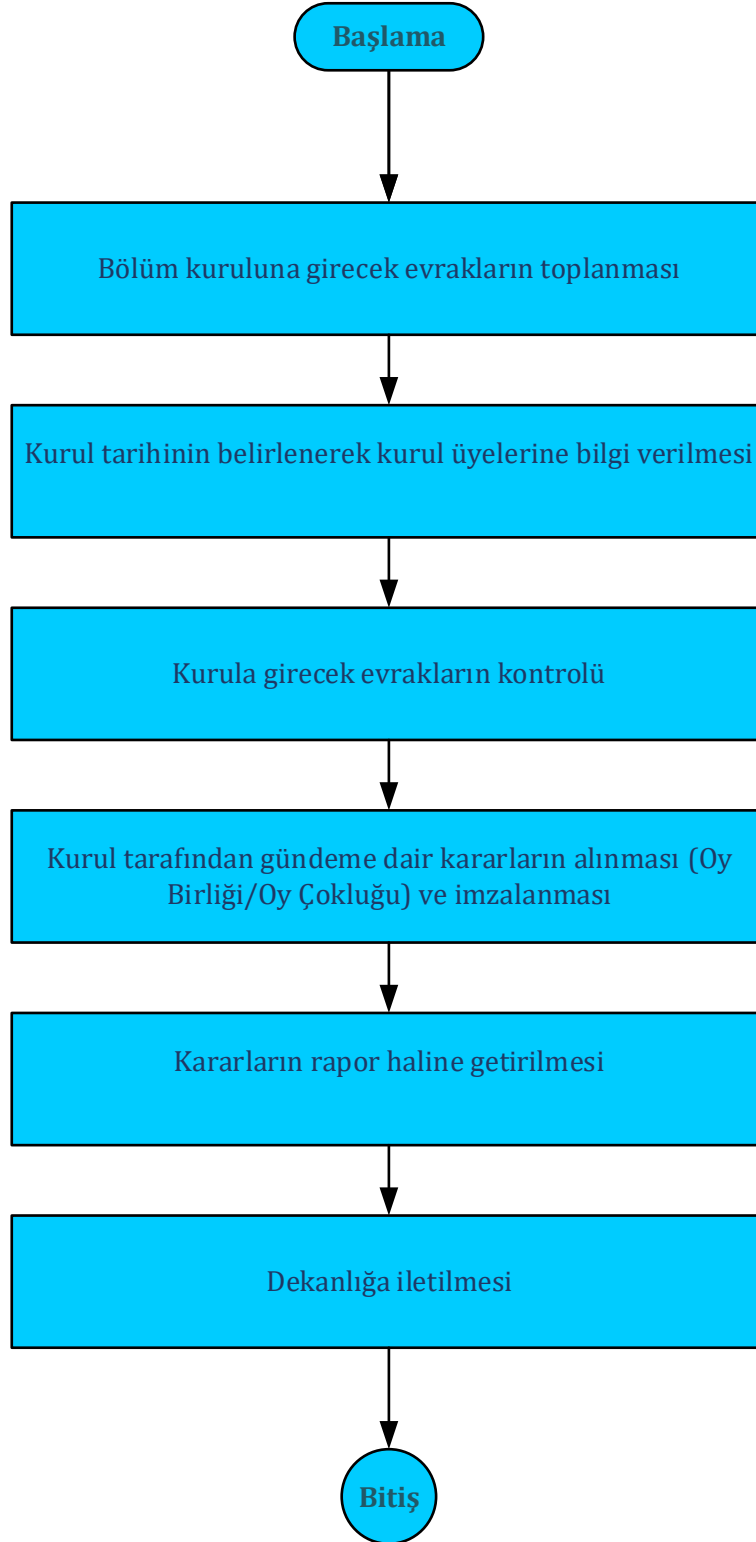 Başlama
Bölüm kuruluna girecek evrakların toplanması
Kurul tarihinin belirlenerek kurul üyelerine bilgi verilmesi
Kurula girecek evrakların kontrolü
Kurul tarafından gündeme dair kararların alınması (Oy
Birliği/Oy Çokluğu) ve imzalanması
Kararların rapor haline getirilmesi
Dekanlığa iletilmesi
Bitiş